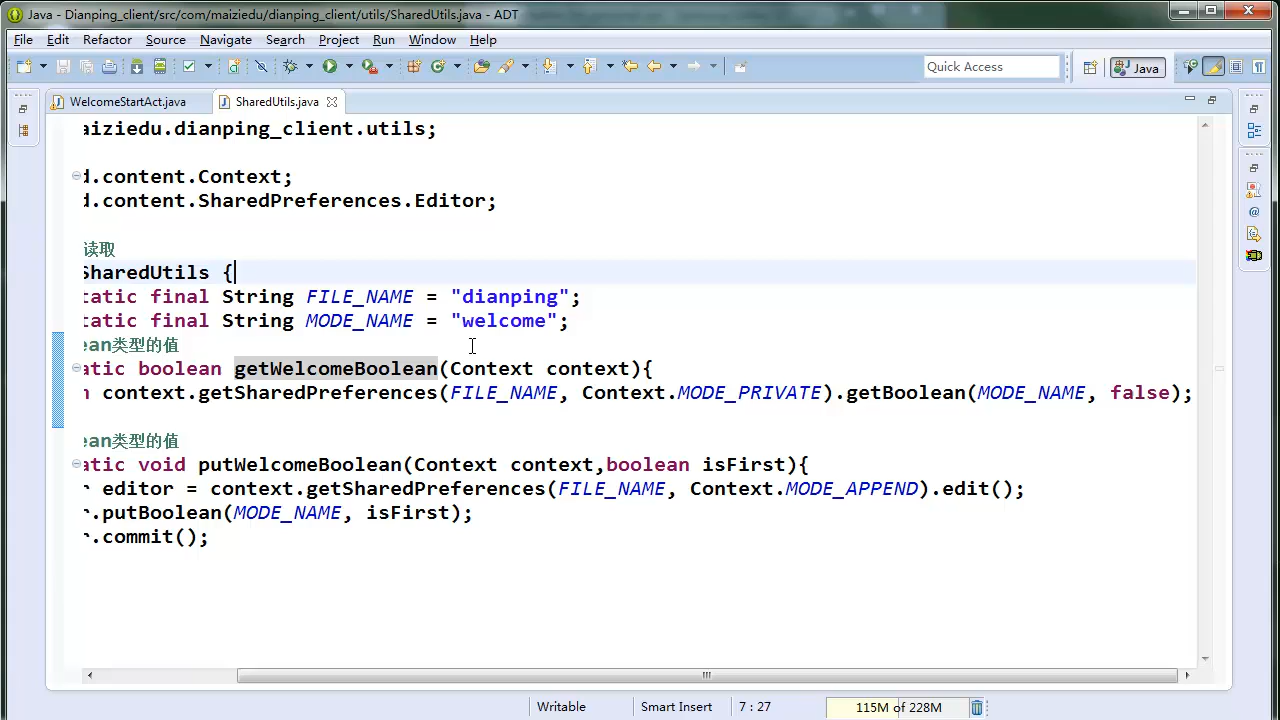 Java - Dianping_client/src/com/maiziedu/dianping_client/utils/SharedUtils.java - ADT
File Edit Refactor Source Navigate Search Project Run Window Help
Quick Access
Java
WelcomeStartAct.java
SharedUtils.java
aiziedu.dianping_client.utils;
d.content.Context;
d.content.SharedPreferences.Editor;
读取
SharedUtils {
tatic final String FILE_NAME = "dianping";
tatic final String MODE_NAME = "welcome";
ean类型的值
atic boolean getWelcomeBoolean(Context context){
n context.getSharedPreferences(FILE_NAME, Context.MODE_PRIVATE).getBoolean(MODE_NAME, false);
ean类型的值
atic void putWelcomeBoolean(Context context,boolean isFirst){
r editor = context.getSharedPreferences(FILE_NAME, Context.MODE_APPEND).edit();
r.putBoolean(MODE_NAME, isFirst);
r.commit();
Writable
Smart Insert
7 : 27
115M of 228M